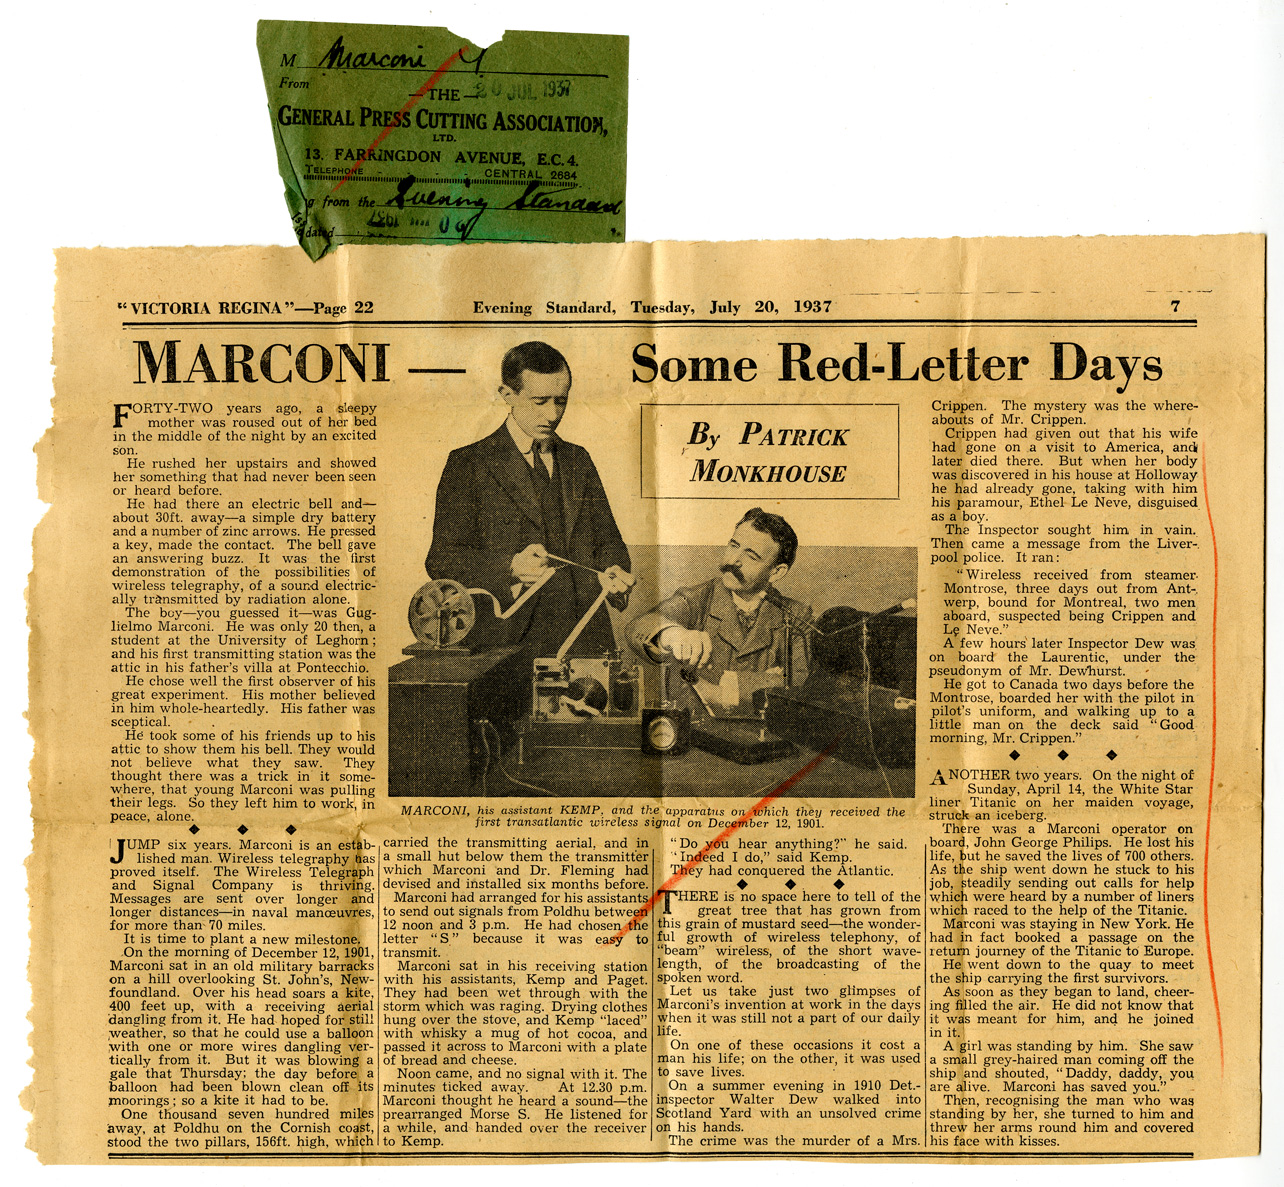 M Marconi
From
— THE — 20 JUL 1937
GENERAL PRESS CUTTING ASSOCIATION,
LTD.
13, FARRINGDON AVENUE, E.C.4.
TELEPHONE - - - CENTRAL 2684
g from the Evening Standard
dated
"VICTORIA REGINA"—Page 22 Evening Standard, Tuesday, July 20, 1937 7
MARCONI — Some Red-Letter Days
By PATRICK
MONKHOUSE
FORTY-TWO years ago, a sleepy
mother was roused out of her bed
in the middle of the night by an excited
son.
He rushed her upstairs and showed
her something that had never been seen
or heard before.
He had there an electric bell and—
about 30ft. away—a simple dry battery
and a number of zinc arrows. He pressed
a key, made the contact. The bell gave
an answering buzz. It was the first
demonstration of the possibilities of
wireless telegraphy, of a sound electric-
ally transmitted by radiation alone.
The boy—you guessed it—was Gug-
lielmo Marconi. He was only 20 then, a
student at the University of Leghorn;
and his first transmitting station was the
attic in his father's villa at Pontecchio.
He chose well the first observer of his
great experiment. His mother believed
in him whole-heartedly. His father was
sceptical.
He took some of his friends up to his
attic to show them his bell. They would
not believe what they saw. They
thought there was a trick in it some-
where, that young Marconi was pulling
their legs. So they left him to work, in
peace, alone.
MARCONI, his assistant KEMP, and the apparatus on which they received the
first transatlantic wireless signal on December 12, 1901.
JUMP six years. Marconi is an estab-
lished man. Wireless telegraphy has
proved itself. The Wireless Telegraph
and Signal Company is thriving.
Messages are sent over longer and
longer distances—in naval manœuvres,
for more than 70 miles.
It is time to plant a new milestone.
On the morning of December 12, 1901,
Marconi sat in an old military barracks
on a hill overlooking St. John's, New-
foundland. Over his head soars a kite,
400 feet up, with a receiving aerial
dangling from it. He had hoped for still
weather, so that he could use a balloon
with one or more wires dangling ver-
tically from it. But it was blowing a
gale that Thursday; the day before a
balloon had been blown clean off its
moorings; so a kite it had to be.
One thousand seven hundred miles
away, at Poldhu on the Cornish coast,
stood the two pillars, 156ft. high, which
carried the transmitting aerial, and in
a small hut below them the transmitter
which Marconi and Dr. Fleming had
devised and installed six months before.
Marconi had arranged for his assistants
to send out signals from Poldhu between
12 noon and 3 p.m. He had chosen the
letter "S" because it was easy to
transmit.
Marconi sat in his receiving station
with his assistants, Kemp and Paget.
They had been wet through with the
storm which was raging. Drying clothes
hung over the stove, and Kemp "laced"
with whisky a mug of hot cocoa, and
passed it across to Marconi with a plate
of bread and cheese.
Noon came, and no signal with it. The
minutes ticked away. At 12.30 p.m.
Marconi thought he heard a sound—the
prearranged Morse S. He listened for
a while, and handed over the receiver
to Kemp.
"Do you hear anything?" he said.
"Indeed I do," said Kemp.
They had conquered the Atlantic.
THERE is no space here to tell of the
great tree that has grown from
this grain of mustard seed—the wonder-
ful growth of wireless telephony, of
"beam" wireless, of the short wave-
length, of the broadcasting of the
spoken word.
Let us take just two glimpses of
Marconi's invention at work in the days
when it was still not a part of our daily
life.
On one of these occasions it cost a
man his life; on the other, it was used
to save lives.
On a summer evening in 1910 Det.-
inspector Walter Dew walked into
Scotland Yard with an unsolved crime
on his hands.
The crime was the murder of a Mrs.
Crippen. The mystery was the where-
abouts of Mr. Crippen.
Crippen had given out that his wife
had gone on a visit to America, and
later died there. But when her body
was discovered in his house at Holloway
he had already gone, taking with him
his paramour, Ethel Le Neve, disguised
as a boy.
The Inspector sought him in vain.
Then came a message from the Liver-
pool police. It ran:
"Wireless received from steamer
Montrose, three days out from Ant-
werp, bound for Montreal, two men
aboard, suspected being Crippen and
Le Neve."
A few hours later Inspector Dew was
on board the Laurentic, under the
pseudonym of Mr. Dewhurst.
He got to Canada two days before the
Montrose, boarded her with the pilot in
pilot's uniform, and walking up to a
little man on the deck said "Good
morning, Mr. Crippen."
ANOTHER two years. On the night of
Sunday, April 14, the White Star
liner Titanic on her maiden voyage,
struck an iceberg.
There was a Marconi operator on
board, John George Philips. He lost his
life, but he saved the lives of 700 others.
As the ship went down he stuck to his
job, steadily sending out calls for help
which were heard by a number of liners
which raced to the help of the Titanic.
Marconi was staying in New York. He
had in fact booked a passage on the
return journey of the Titanic to Europe.
He went down to the quay to meet
the ship carrying the first survivors.
As soon as they began to land, cheer-
ing filled the air. He did not know that
it was meant for him, and he joined
in it.
A girl was standing by him. She saw
a small grey-haired man coming off the
ship and shouted, "Daddy, daddy, you
are alive. Marconi has saved you."
Then, recognising the man who was
standing by her, she turned to him and
threw her arms round him and covered
his face with kisses.